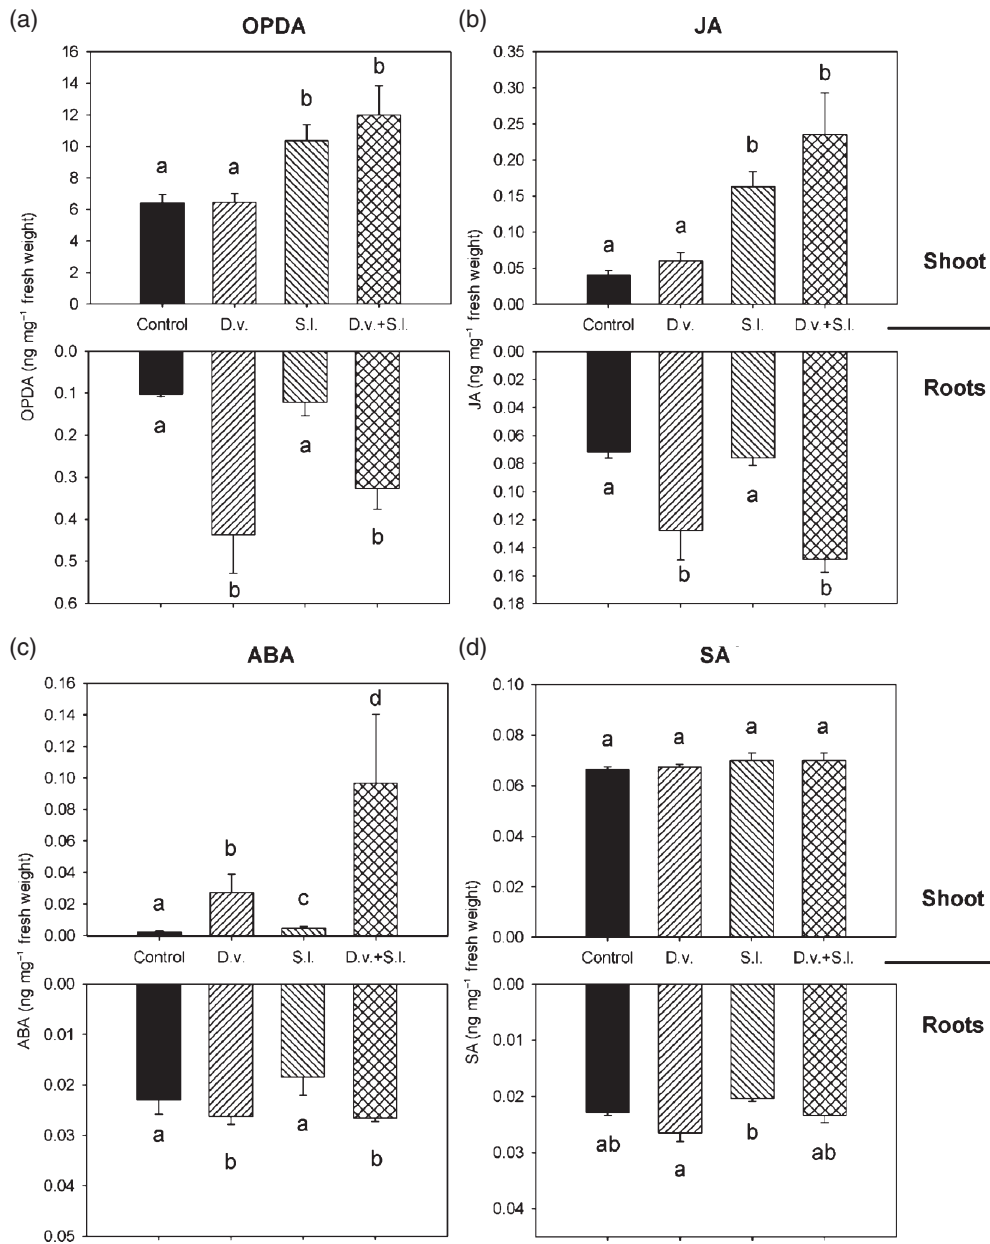 (a)
OPDA
16
14
12
10
8
6
4
2
0
a
a
b
b
Control
D.v.
S.l.
D.v.+S.l.
OPDA (ng mg⁻¹ fresh weight)
0.0
0.1
0.2
0.3
0.4
0.5
0.6
a
b
a
b
(b)
JA
0.35
0.30
0.25
0.20
0.15
0.10
0.05
0.00
a
a
b
b
Control
D.v.
S.l.
D.v.+S.l.
JA (ng mg⁻¹ fresh weight)
0.00
0.02
0.04
0.06
0.08
0.10
0.12
0.14
0.16
0.18
a
b
a
b
Shoot
Roots
(c)
ABA
0.16
0.14
0.12
0.10
0.08
0.06
0.04
0.02
0.00
a
b
c
d
Control
D.v.
S.l.
D.v.+S.l.
ABA (ng mg⁻¹ fresh weight)
0.00
0.01
0.02
0.03
0.04
0.05
a
b
a
b
(d)
SA
0.10
0.08
0.06
0.04
0.02
0.00
a
a
a
a
Control
D.v.
S.l.
D.v.+S.l.
SA (ng mg⁻¹ fresh weight)
0.00
0.01
0.02
0.03
0.04
ab
a
b
ab
Shoot
Roots